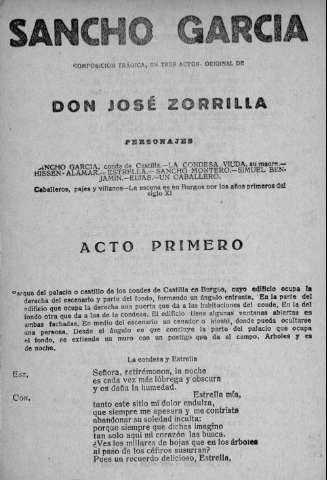 SANCHO GARCIA
COMPOSICION TRÁGICA, EN TRES ACTOS. ORIGINAL DE
DON JOSÉ ZORRILLA
PERSONAJES
ANCHO GARCIA, conde de Castilla.—LA CONDESA VIUDA, su madre.—
HISSEN-ALAMAR.—ESTRELLA.—SANCHO MONTERO.—SIMUEL BEN-
JAMIN.—ELIAS.—UN CABALLERO.
Caballeros, pajes y villanos—La escena es en Burgos por los años primeros del
siglo XI
ACTO PRIMERO
Parque del palacio o castillo de los condes de Castilla en Burgos, cuyo edificio ocupa la
derecha del escenario y parte del fondo, formando un ángulo entrante. En la parte del
edificio que ocupa la derecha una puerta que da a las habitaciones del conde. En la del
fondo otra que da a las de la condesa. El edificio tiene algunas ventanas abiertas en
ambas fachadas. En medio del escenario un cenador o kiosko, donde pueda ocultarse
una persona. Desde el ángulo en que concluye la parte del palacio que ocupa
el fondo, se extiende un muro con un postigo que da al campo. Arboles y es
de noche.
La condesa y Estrella
EST. Señora, retirémonos, la noche
es cada vez más lóbrega y obscura
y es daña la humedad.
CON. Estrella mía,
tanto este sitio mi dolor endulza,
que siempre me apesara y me contrista
abandonar su soledad inculta:
porque siempre que dichas imagino
tan solo aquí mi corazón las busca.
¿Ves los millares de hojas que en los árboles
al paso de los céfiros susurran?
Pues un recuerdo delicioso, Estrella,